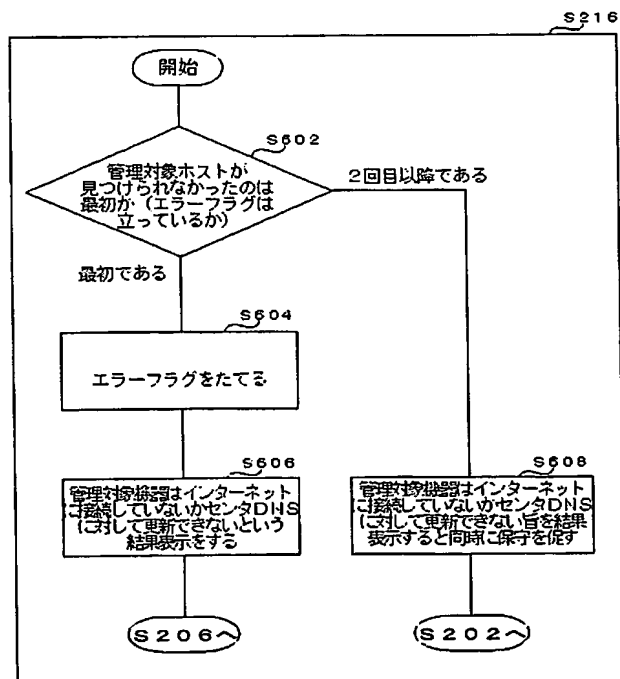 S216
開始
S602
管理対象ホストが
見つけられなかったのは
最初か（エラーフラグは
立っているか）
2回目以降である
最初である
S604
エラーフラグをたてる
S606
管理対象機器はインターネット
に接続していないかセンタDNS
に対して更新できないという
結果表示をする
S608
管理対象機器はインターネット
に接続していないかセンタDNS
に対して更新できない旨を結果
表示すると同時に保守を促す
S206へ
S202へ